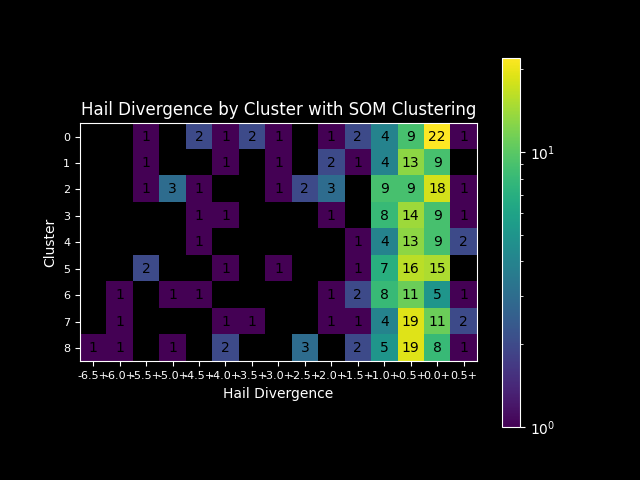 Hail Divergence by Cluster with SOM Clustering
0 1 2 1 2 1 1 2 4 9 22 1
1 1 1 1 2 1 4 13 9
2 1 3 1 1 2 3 9 9 18 1
3 1 1 1 8 14 9 1
4 1 1 4 13 9 2
5 2 1 1 1 7 16 15
6 1 1 1 1 2 8 11 5 1
7 1 1 1 1 1 4 19 11 2
8 1 1 1 2 3 2 5 19 8 1
-6.5+ -6.0+ -5.5+ -5.0+ -4.5+ -4.0+ -3.5+ -3.0+ -2.5+ -2.0+ -1.5+ -1.0+ -0.5+ 0.0+ 0.5+
Hail Divergence
Cluster
10¹
10⁰